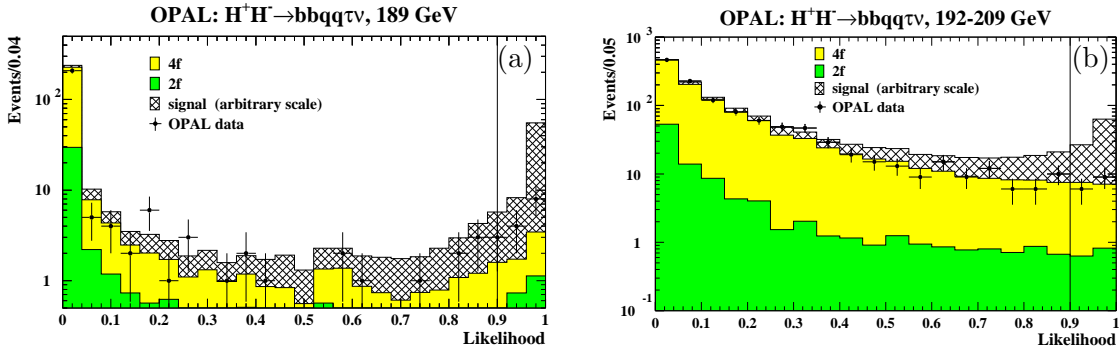 OPAL: H⁺H⁻→bbqqτν, 189 GeV
Events/0.04
10²
10
1
(a)
4f
2f
signal (arbitrary scale)
OPAL data
0 0.1 0.2 0.3 0.4 0.5 0.6 0.7 0.8 0.9 1
Likelihood
OPAL: H⁺H⁻→bbqqτν, 192-209 GeV
Events/0.05
10³
10²
10
1
10⁻¹
(b)
4f
2f
signal (arbitrary scale)
OPAL data
0 0.1 0.2 0.3 0.4 0.5 0.6 0.7 0.8 0.9 1
Likelihood